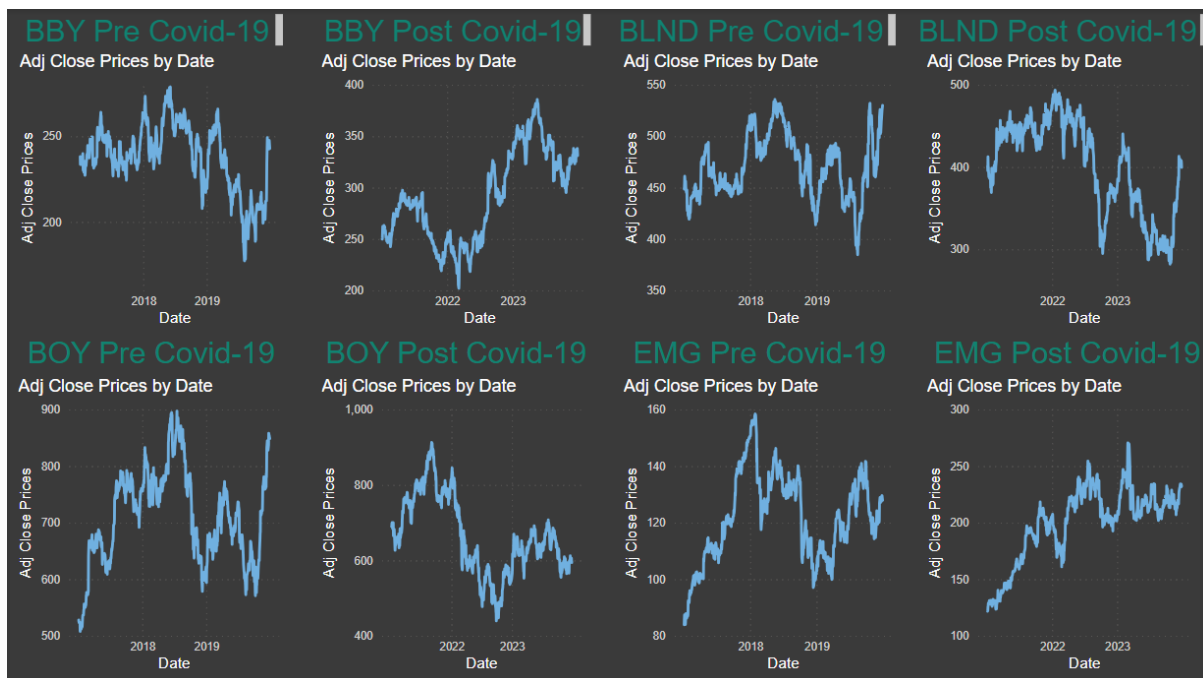 BBY Pre Covid-19
Adj Close Prices by Date
Adj Close Prices
250
200
2018 2019
Date
BBY Post Covid-19
Adj Close Prices by Date
Adj Close Prices
400
350
300
250
200
2022 2023
Date
BLND Pre Covid-19
Adj Close Prices by Date
Adj Close Prices
550
500
450
400
350
2018 2019
Date
BLND Post Covid-19
Adj Close Prices by Date
Adj Close Prices
500
400
300
2022 2023
Date
BOY Pre Covid-19
Adj Close Prices by Date
Adj Close Prices
900
800
700
600
500
2018 2019
Date
BOY Post Covid-19
Adj Close Prices by Date
Adj Close Prices
1,000
800
600
400
2022 2023
Date
EMG Pre Covid-19
Adj Close Prices by Date
Adj Close Prices
160
140
120
100
80
2018 2019
Date
EMG Post Covid-19
Adj Close Prices by Date
Adj Close Prices
300
250
200
150
100
2022 2023
Date